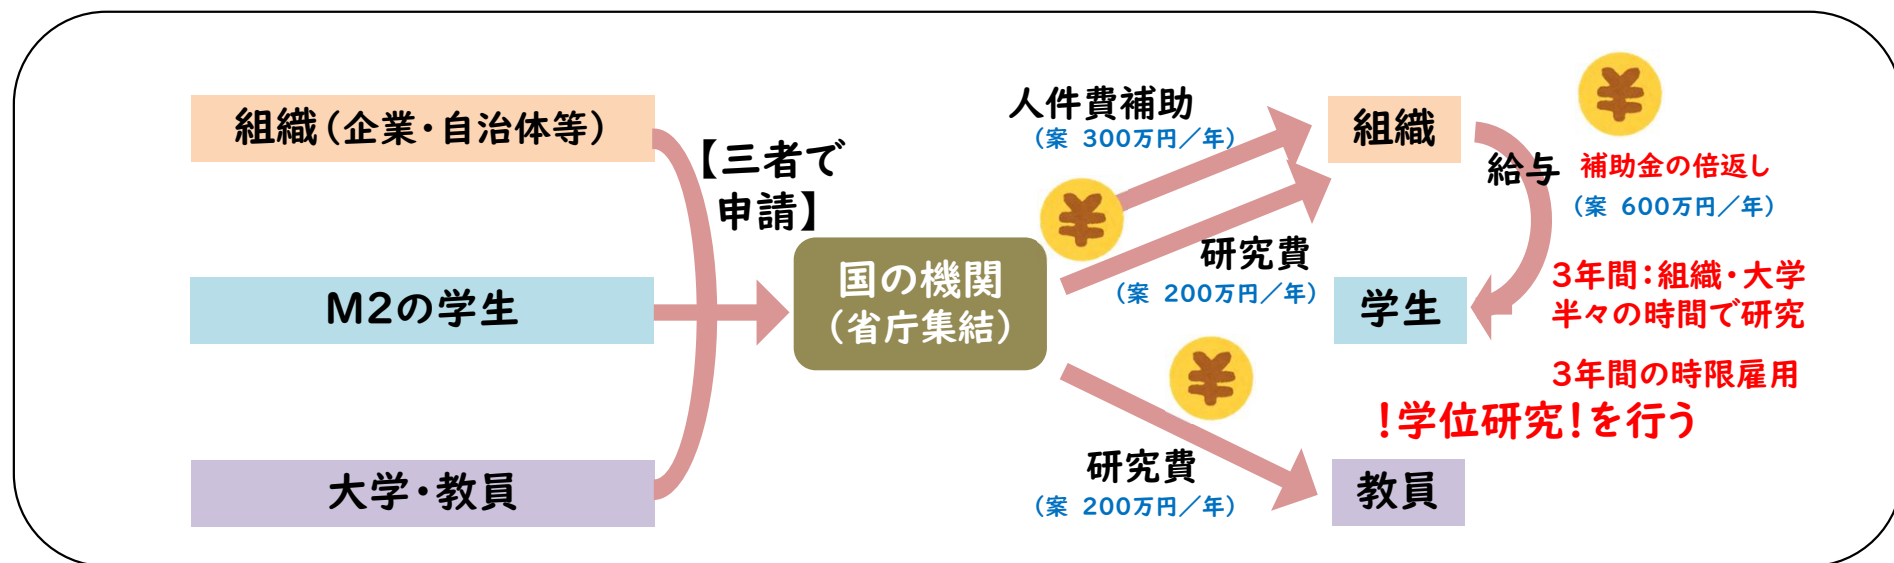 組織(企業・自治体等)
M2の学生
大学・教員
【三者で
申請】
国の機関
(省庁集結)
人件費補助
(案 300万円/年)
研究費
(案 200万円/年)
研究費
(案 200万円/年)
組織
学生
教員
給与 補助金の倍返し
(案 600万円/年)
3年間:組織・大学
半々の時間で研究
3年間の時限雇用
!学位研究!を行う
¥
¥
¥